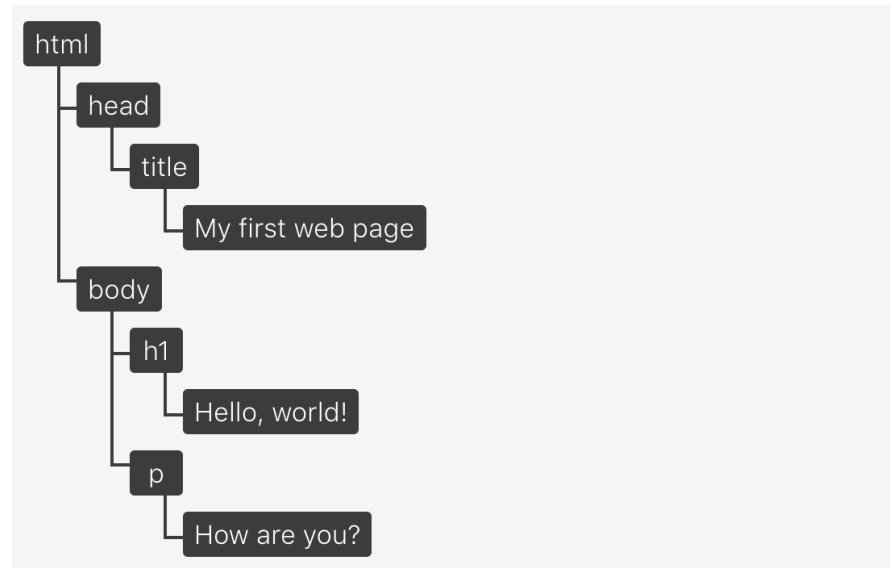 html
head
title
My first web page
body
h1
Hello, world!
p
How are you?